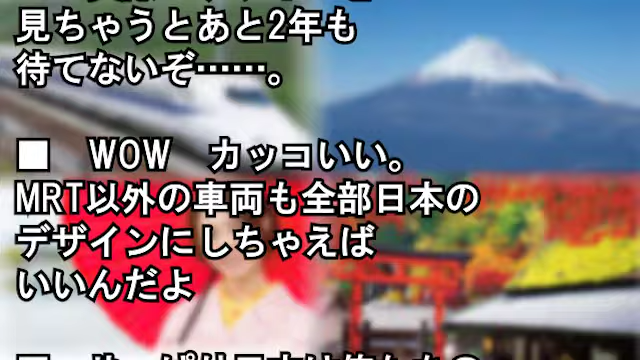 見ちゃうとあと2年も
待てないぞ……。
■　WOW　カッコいい。
MRT以外の車両も全部日本の
デザインにしちゃえば
いいんだよ